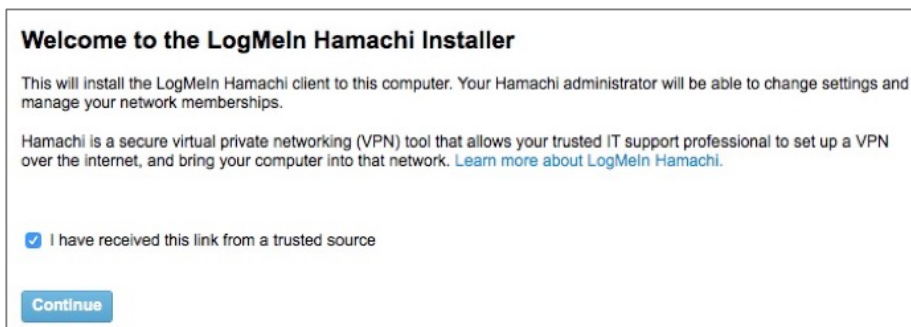 Welcome to the LogMeIn Hamachi Installer
This will install the LogMeIn Hamachi client to this computer. Your Hamachi administrator will be able to change settings and
manage your network memberships.
Hamachi is a secure virtual private networking (VPN) tool that allows your trusted IT support professional to set up a VPN
over the internet, and bring your computer into that network. Learn more about LogMeIn Hamachi.
I have received this link from a trusted source
Continue